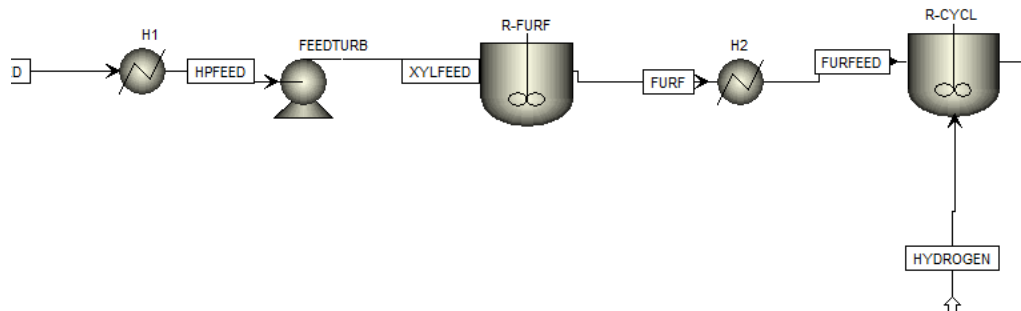 R-CYCL
R-FURF
H1
FEEDTURB
H2
D
HPFEED
XYLFEED
FURF
FURFEED
HYDROGEN